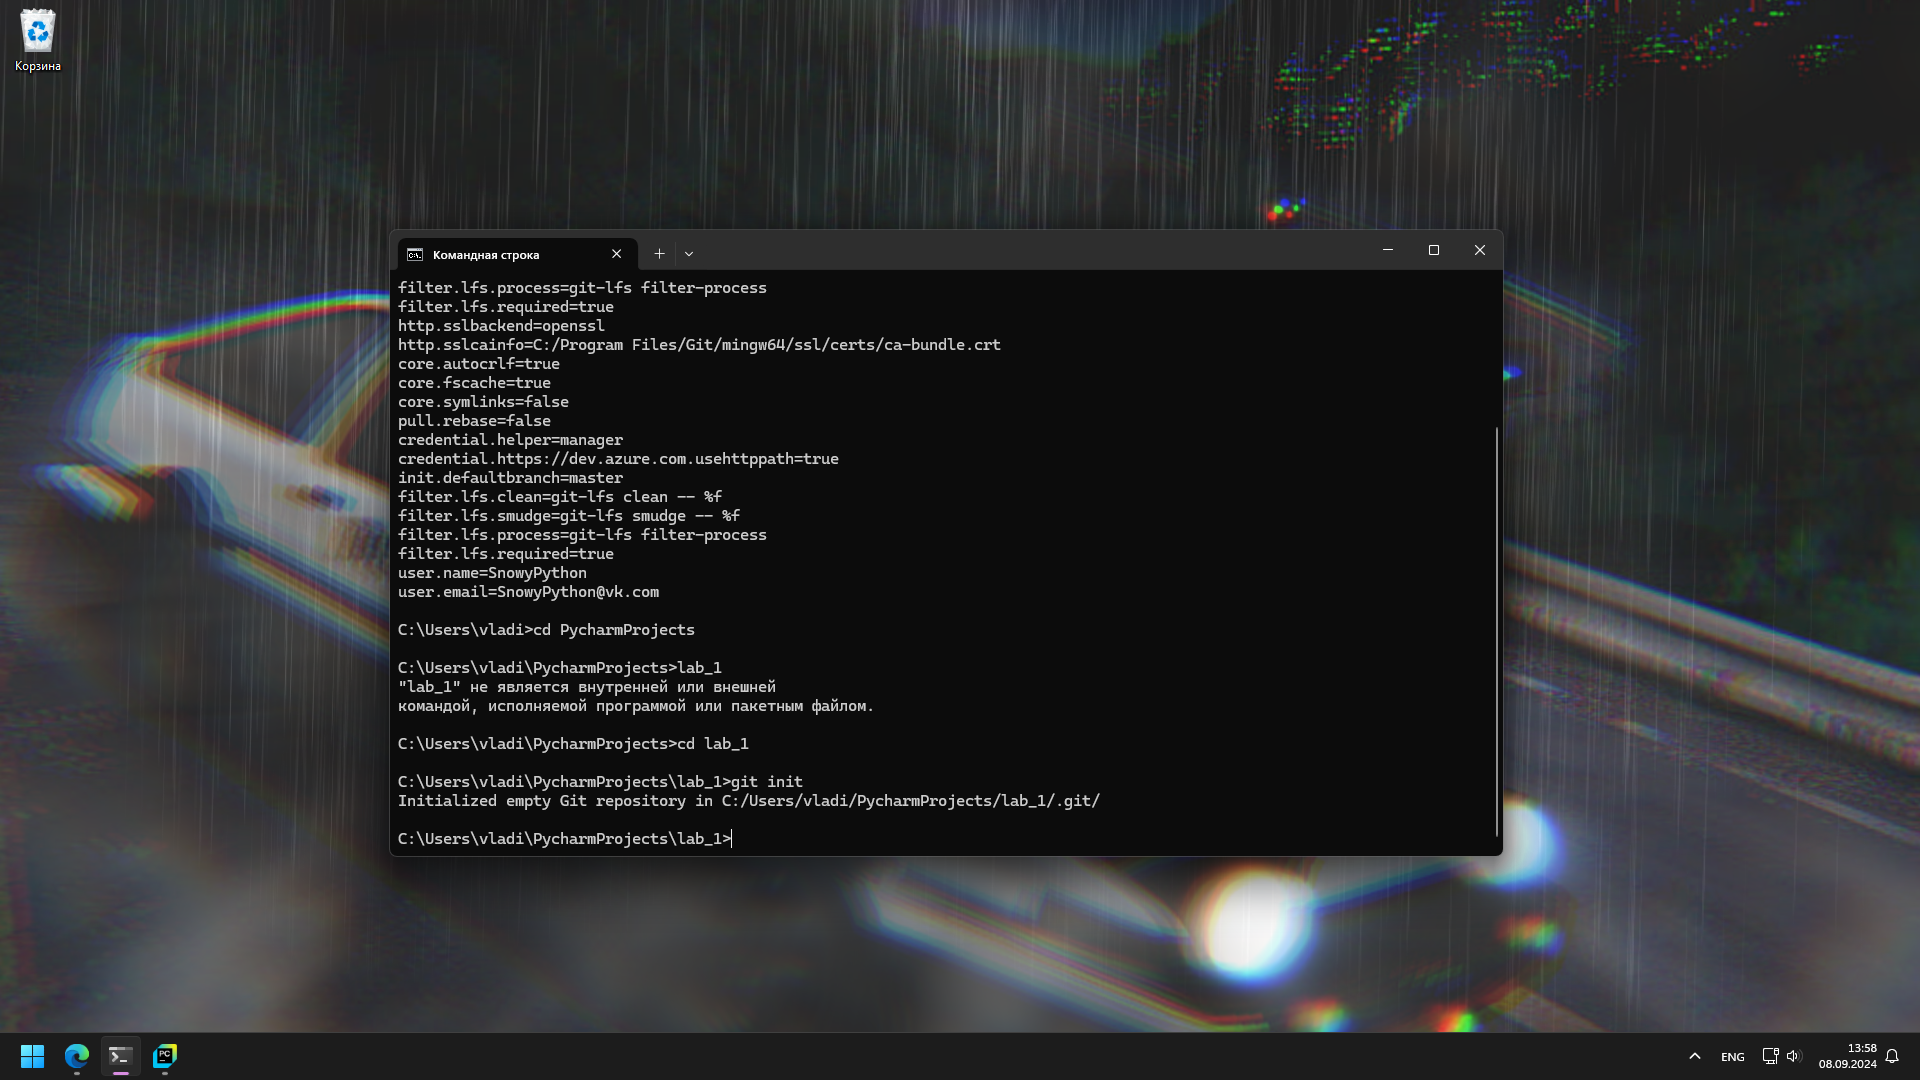 Корзина
Командная строка
filter.lfs.process=git-lfs filter-process
filter.lfs.required=true
http.sslbackend=openssl
http.sslcainfo=C:/Program Files/Git/mingw64/ssl/certs/ca-bundle.crt
core.autocrlf=true
core.fscache=true
core.symlinks=false
pull.rebase=false
credential.helper=manager
credential.https://dev.azure.com.usehttppath=true
init.defaultbranch=master
filter.lfs.clean=git-lfs clean -- %f
filter.lfs.smudge=git-lfs smudge -- %f
filter.lfs.process=git-lfs filter-process
filter.lfs.required=true
user.name=SnowyPython
user.email=SnowyPython@vk.com
C:\Users\vladi>cd PycharmProjects
C:\Users\vladi\PycharmProjects>lab_1
"lab_1" не является внутренней или внешней
командой, исполняемой программой или пакетным файлом.
C:\Users\vladi\PycharmProjects>cd lab_1
C:\Users\vladi\PycharmProjects\lab_1>git init
Initialized empty Git repository in C:/Users/vladi/PycharmProjects/lab_1/.git/
C:\Users\vladi\PycharmProjects\lab_1>
PC
ENG
13:58
08.09.2024